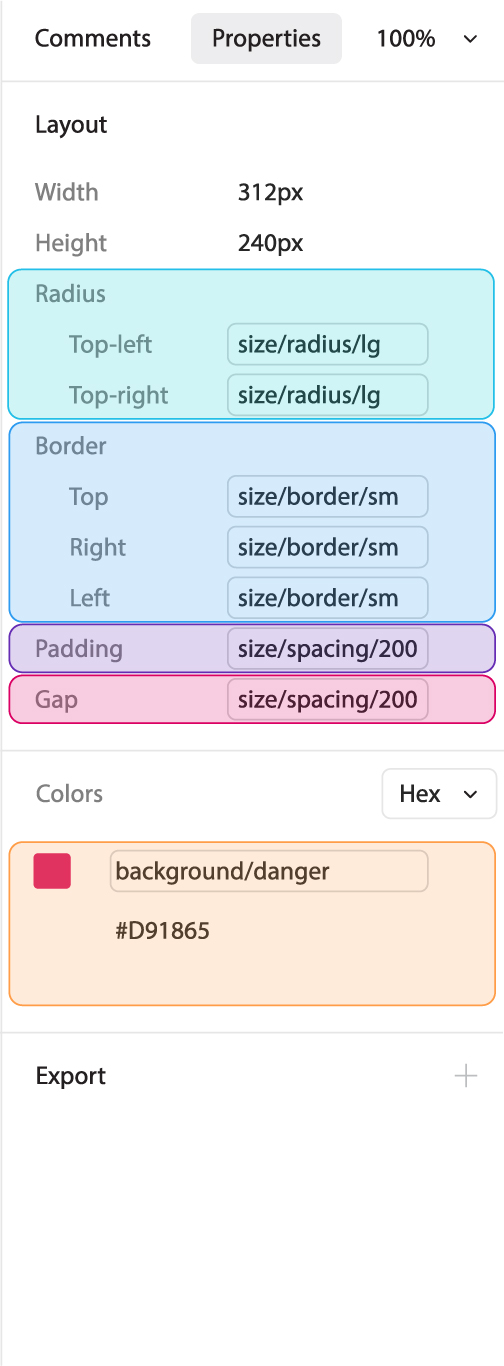 Comments Properties 100%
Layout
Width 312px
Height 240px
Radius
Top-left size/radius/lg
Top-right size/radius/lg
Border
Top size/border/sm
Right size/border/sm
Left size/border/sm
Padding size/spacing/200
Gap size/spacing/200
Colors Hex
background/danger
#D91865
Export